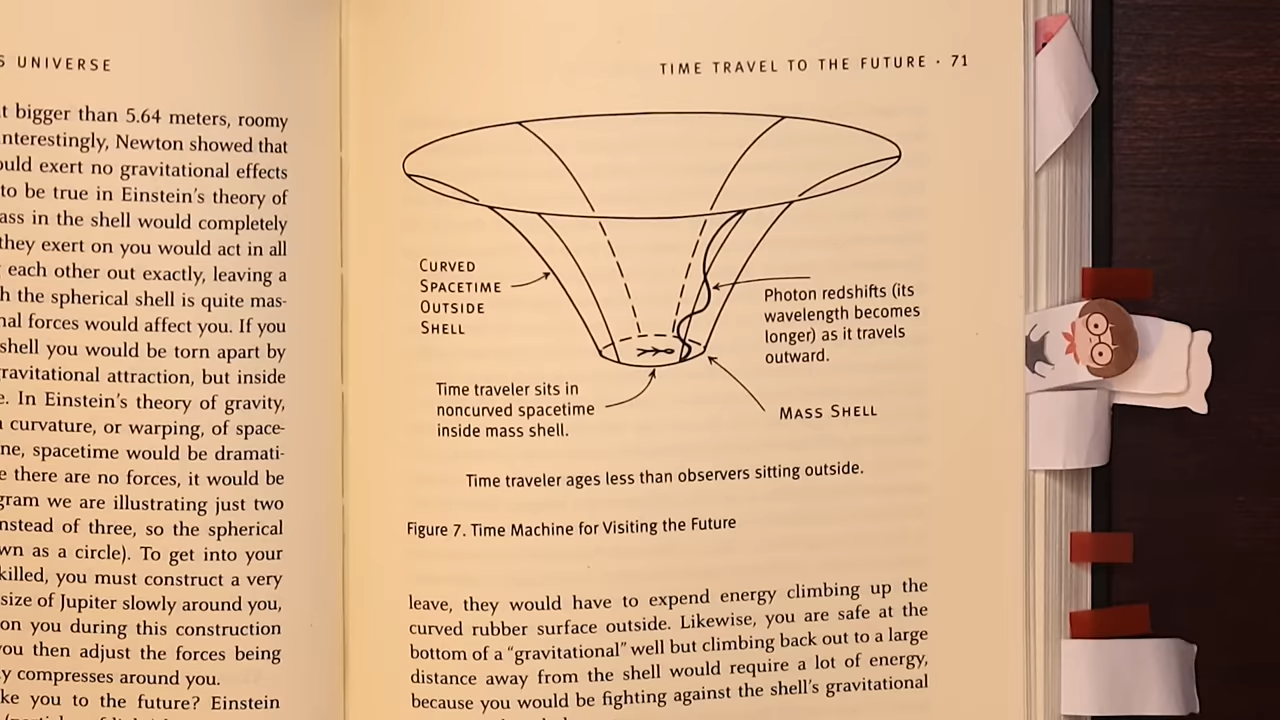 S UNIVERSE
t bigger than 5.64 meters, roomy
nterestingly, Newton showed that
ould exert no gravitational effects
to be true in Einstein's theory of
ass in the shell would completely
they exert on you would act in all
each other out exactly, leaving a
h the spherical shell is quite mas-
nal forces would affect you. If you
shell you would be torn apart by
ravitational attraction, but inside
e. In Einstein's theory of gravity,
curvature, or warping, of space-
ne, spacetime would be dramati-
e there are no forces, it would be
gram we are illustrating just two
nstead of three, so the spherical
wn as a circle). To get into your
killed, you must construct a very
size of Jupiter slowly around you,
on you during this construction
you then adjust the forces being
y compresses around you.
ke you to the future? Einstein
TIME TRAVEL TO THE FUTURE · 71
CURVED
SPACETIME
OUTSIDE
SHELL
Photon redshifts (its
wavelength becomes
longer) as it travels
outward.
Time traveler sits in
noncurved spacetime
inside mass shell.
MASS SHELL
Time traveler ages less than observers sitting outside.
Figure 7. Time Machine for Visiting the Future
leave, they would have to expend energy climbing up the
curved rubber surface outside. Likewise, you are safe at the
bottom of a "gravitational" well but climbing back out to a large
distance away from the shell would require a lot of energy,
because you would be fighting against the shell's gravitational